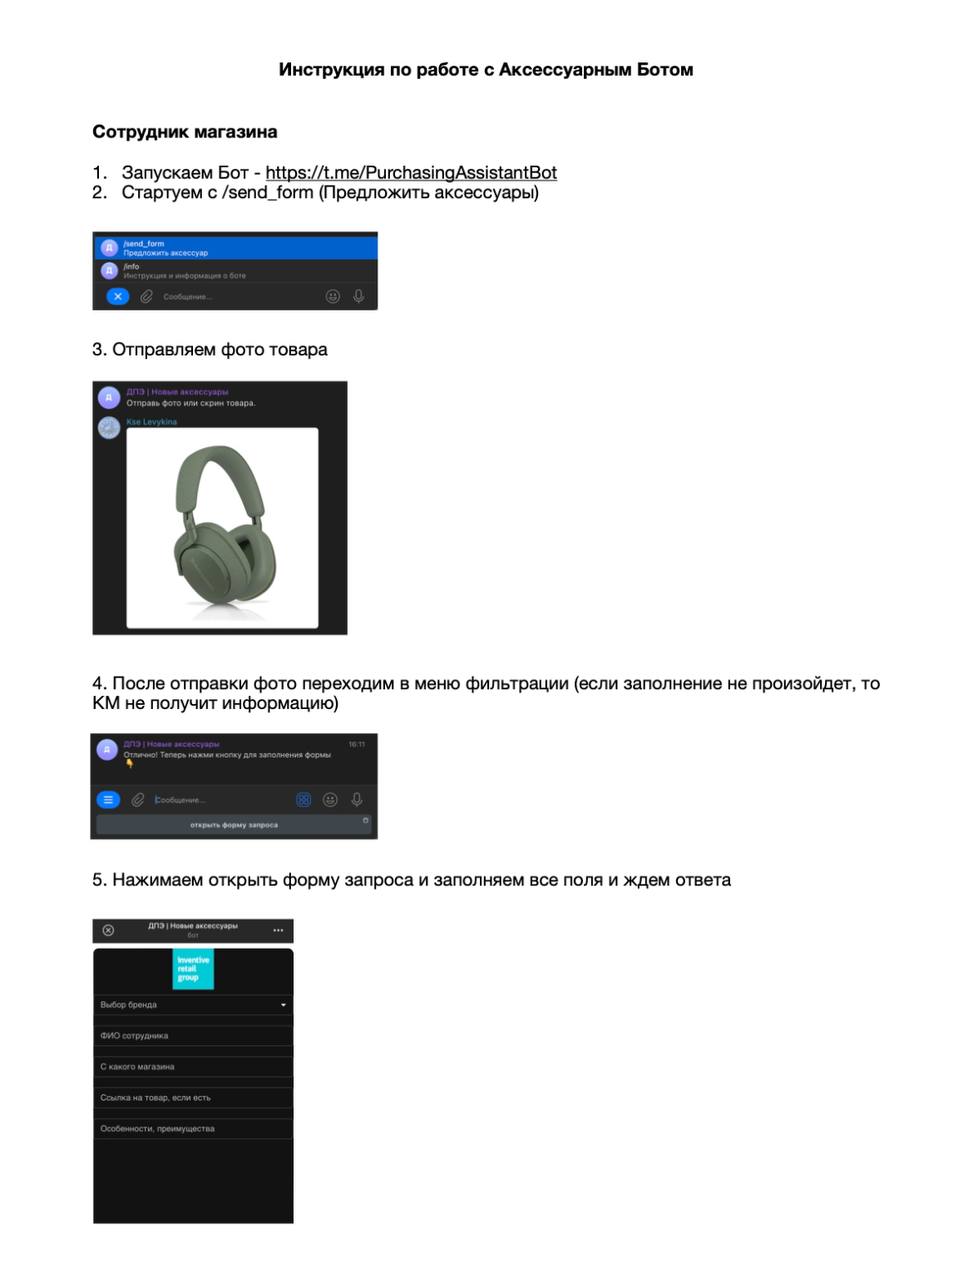 Инструкция по работе с Аксессуарным Ботом
Сотрудник магазина
1. Запускаем Бот - https://t.me/PurchasingAssistantBot
2. Стартуем с /send_form (Предложить аксессуары)
Д
/send_form
Предложить аксессуар
Д
/info
Инструкция и информация о боте
Сообщение...
3. Отправляем фото товара
Д
ДПЭ | Новые аксессуары
Отправь фото или скрин товара.
Kse Levykina
4. После отправки фото переходим в меню фильтрации (если заполнение не произойдет, то
КМ не получит информацию)
Д
ДПЭ | Новые аксессуары 16:11
Отлично! Теперь нажми кнопку для заполнения формы
👇
Сообщение...
открыть форму запроса
5. Нажимаем открыть форму запроса и заполняем все поля и ждем ответа
ДПЭ | Новые аксессуары
бот
inventive
retail
group
Выбор бренда
ФИО сотрудника
С какого магазина
Ссылка на товар, если есть
Особенности, преимущества